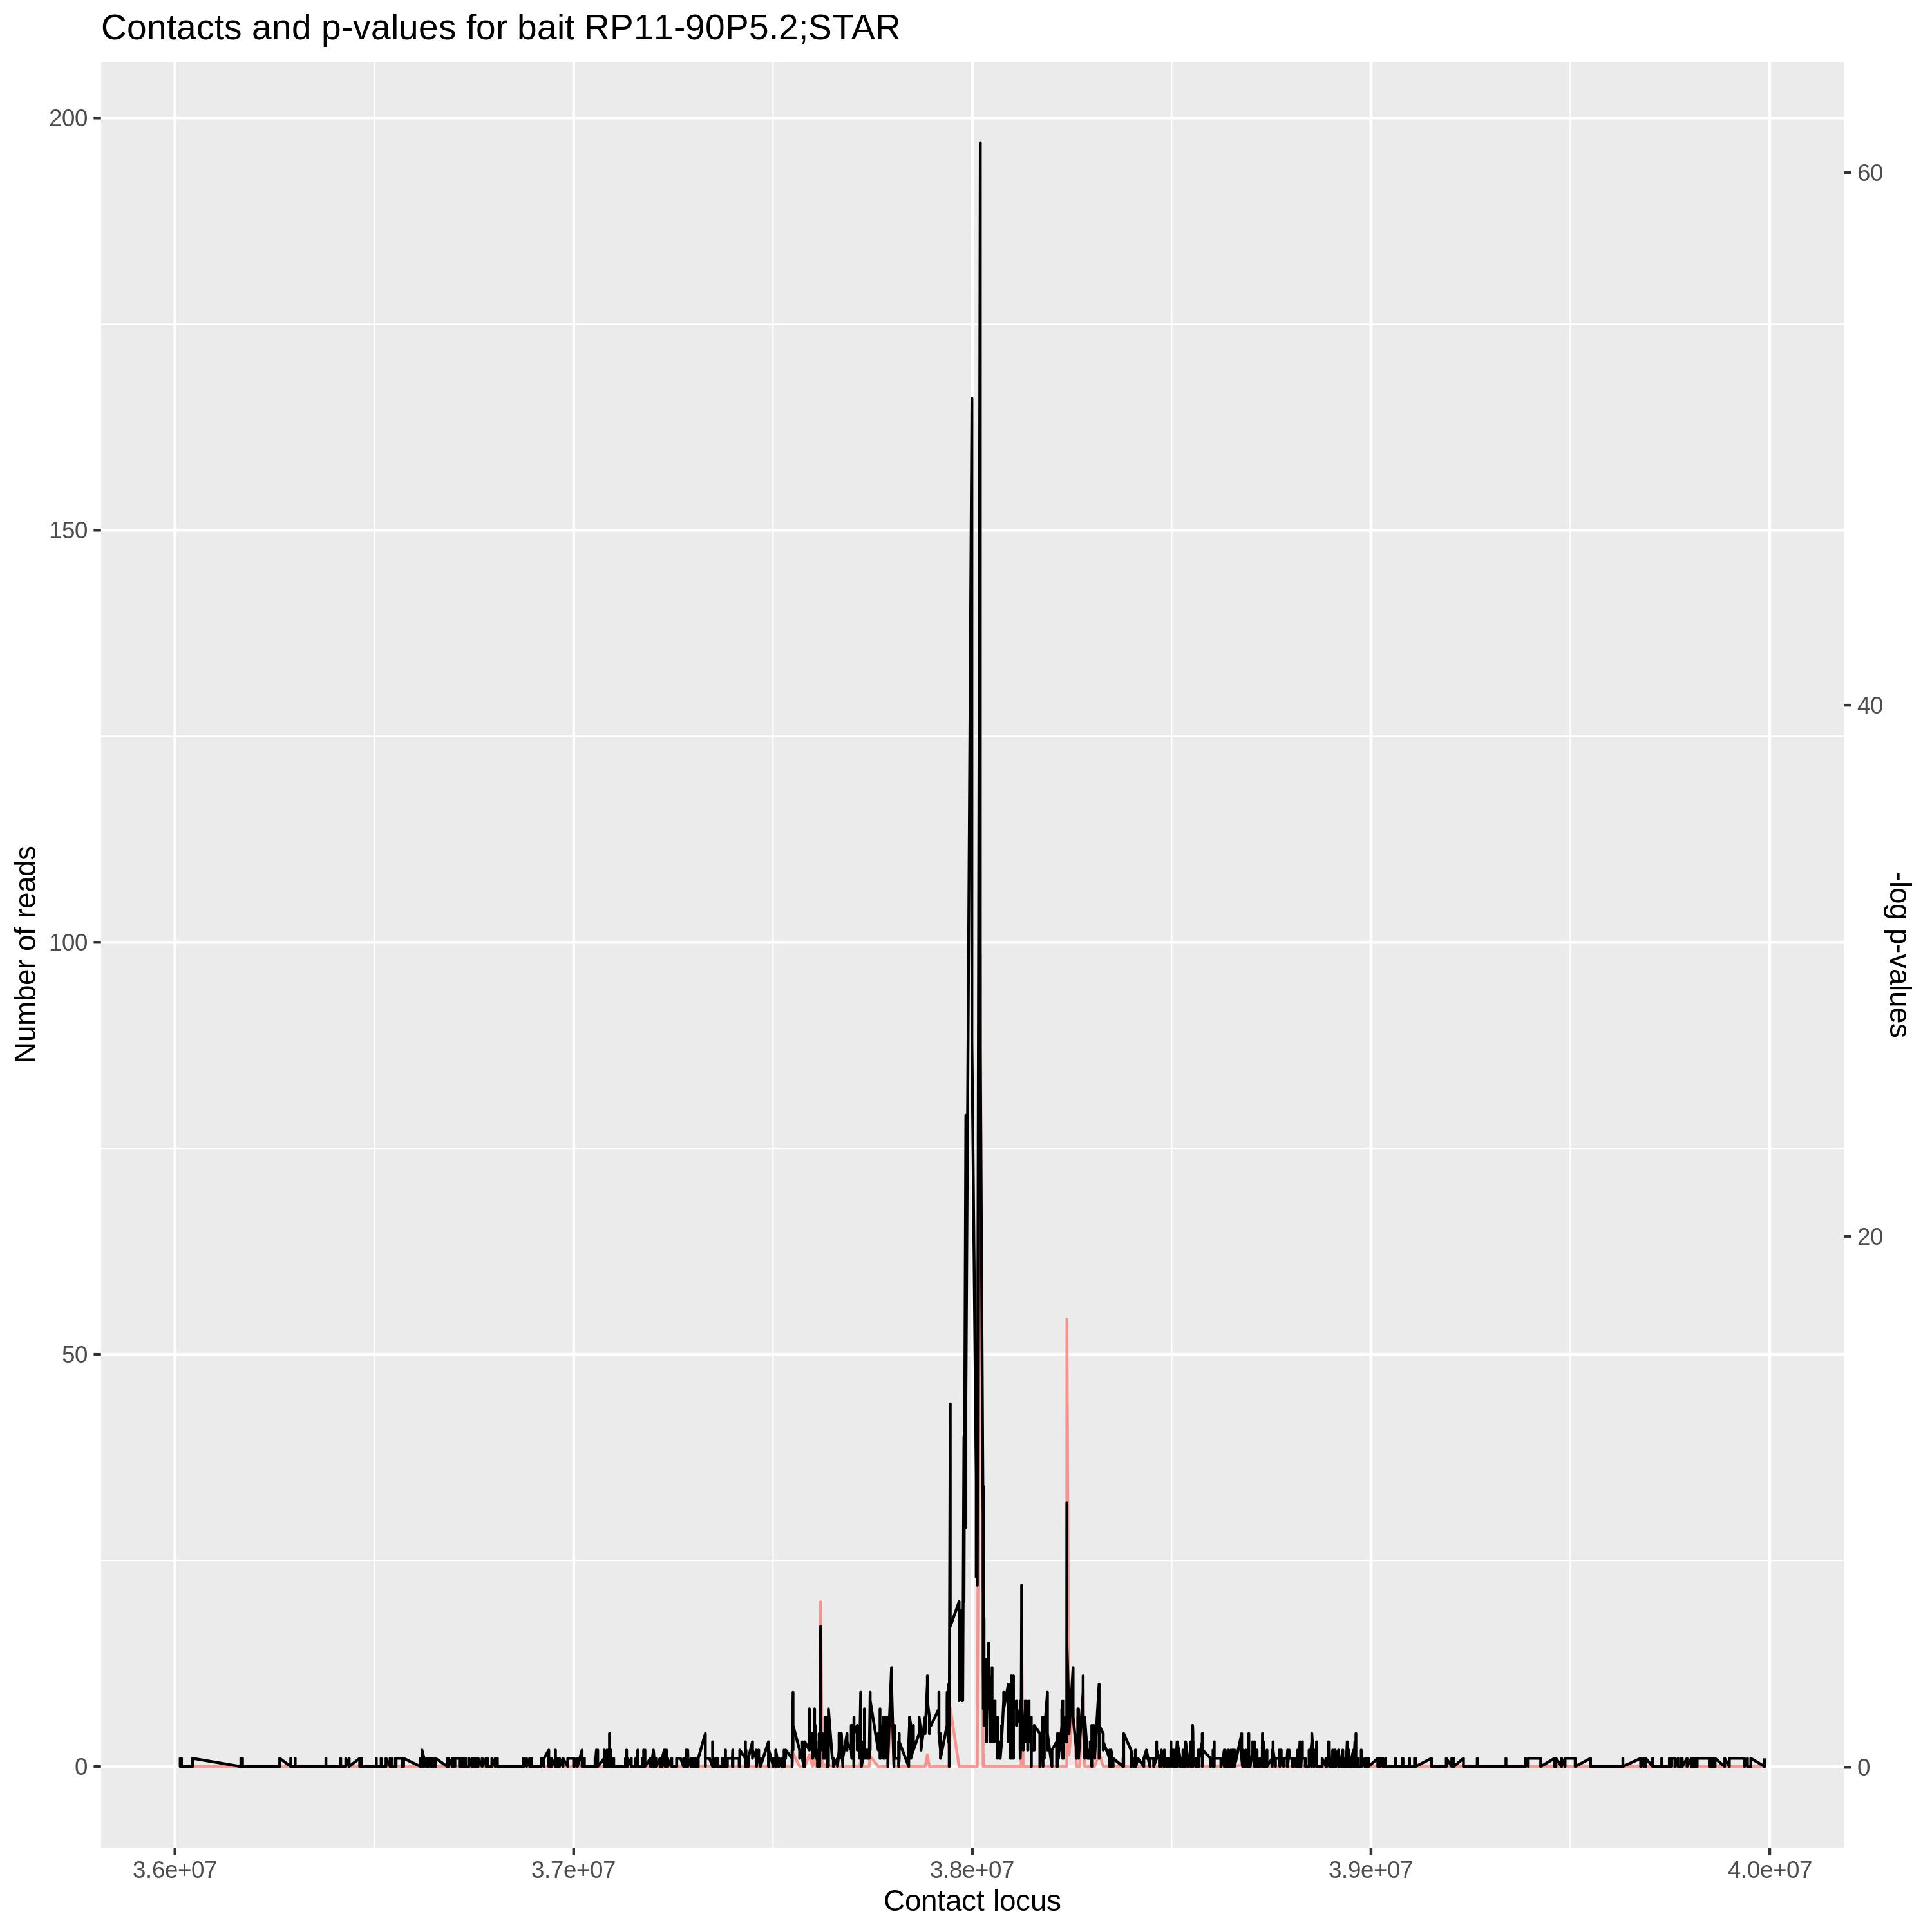 Contacts and p-values for bait RP11-90P5.2;STAR
200
150
100
50
0
Number of reads
60
40
20
0
-log p-values
3.6e+07 3.7e+07 3.8e+07 3.9e+07 4.0e+07
Contact locus